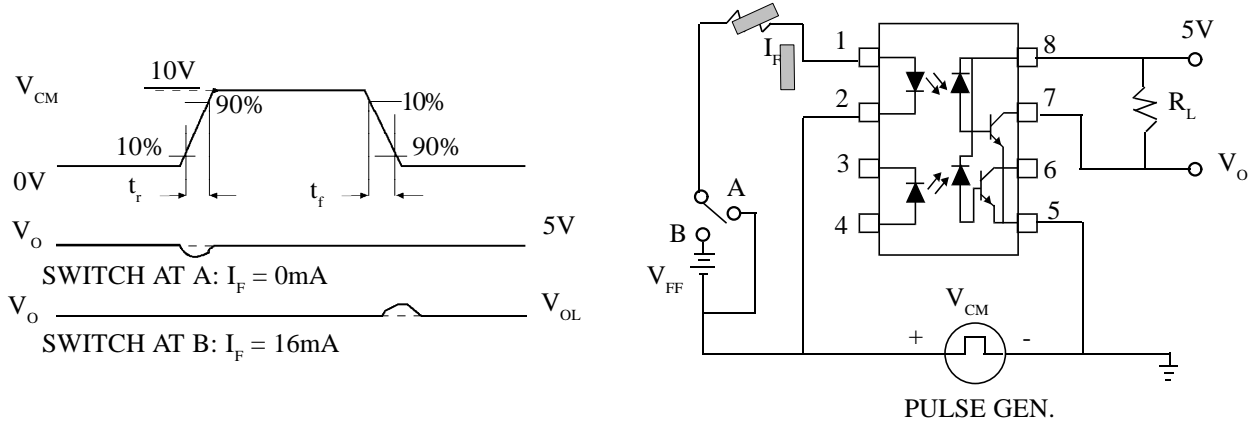 10V
V_CM
90%
10%
10%
90%
0V
t_r
t_f
V_O
5V
SWITCH AT A: I_F = 0mA
V_O
V_OL
SWITCH AT B: I_F = 16mA
I_F
1
8
5V
2
7
R_L
3
6
V_O
A
4
5
B
V_FF
V_CM
+
-
PULSE GEN.